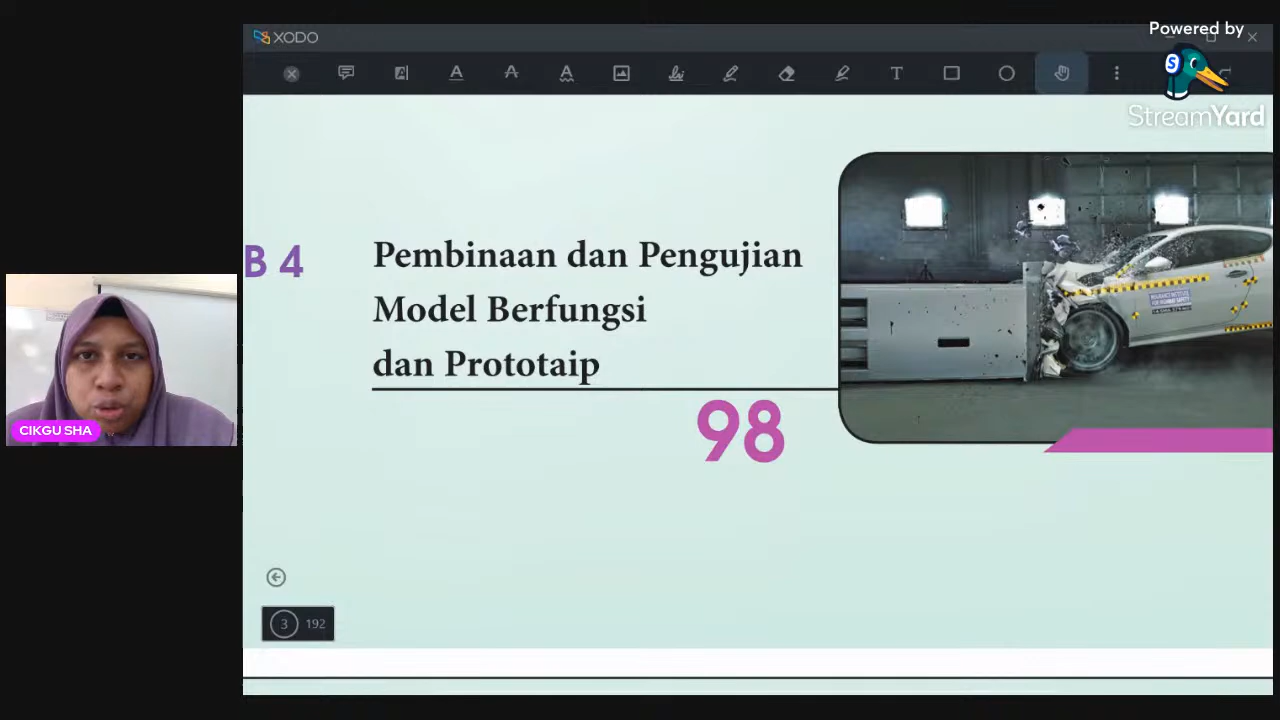 Powered by
StreamYard
XODO
T
B 4
Pembinaan dan Pengujian
Model Berfungsi
dan Prototaip
98
CIKGU SHA
3 192